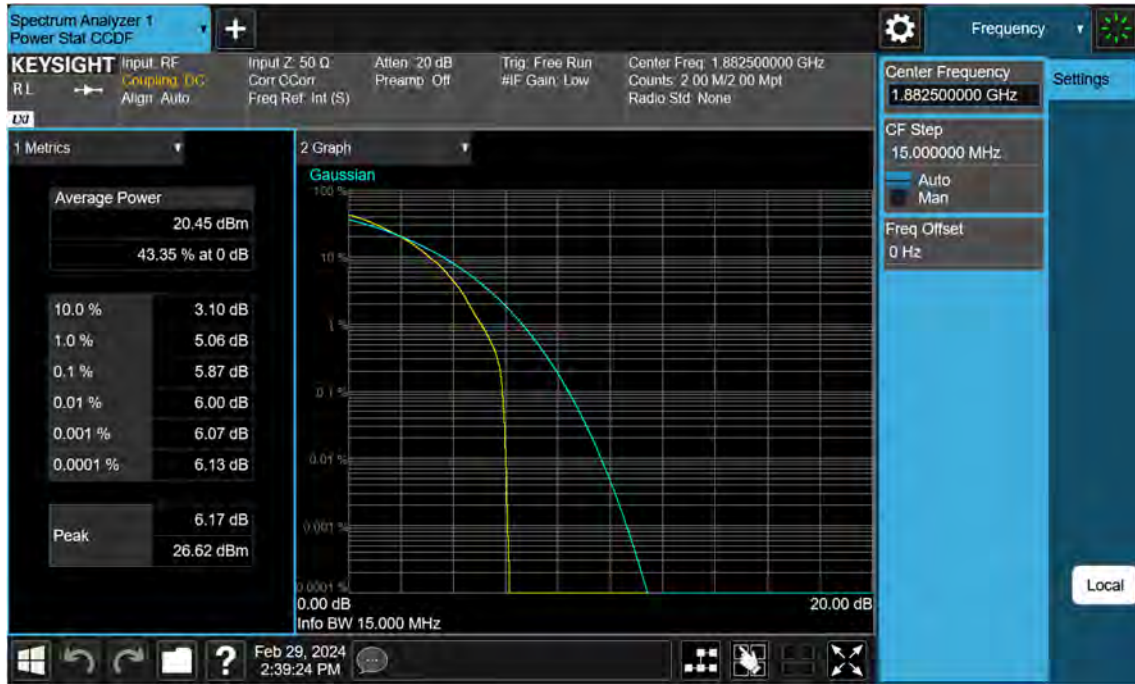 Spectrum Analyzer 1
Power Stat CCDF
Frequency
KEYSIGHT
RL
LXI
Input: RF
Coupling: DC
Align: Auto
Input Z: 50 Ω
Corr CCorr
Freq Ref: Int (S)
Atten: 20 dB
Preamp: Off
Trig: Free Run
#IF Gain: Low
Center Freq: 1.882500000 GHz
Counts: 2.00 M/2.00 Mpt
Radio Std: None
Center Frequency
1.882500000 GHz
Settings
CF Step
15.000000 MHz
Auto
Man
Freq Offset
0 Hz
1 Metrics
Average Power
20.45 dBm
43.35 % at 0 dB
10.0 % 3.10 dB
1.0 % 5.06 dB
0.1 % 5.87 dB
0.01 % 6.00 dB
0.001 % 6.07 dB
0.0001 % 6.13 dB
Peak
6.17 dB
26.62 dBm
2 Graph
Gaussian
100 %
10 %
1 %
0.1 %
0.01 %
0.001 %
0.0001 %
0.00 dB 20.00 dB
Info BW 15.000 MHz
Local
?
Feb 29, 2024
2:39:24 PM